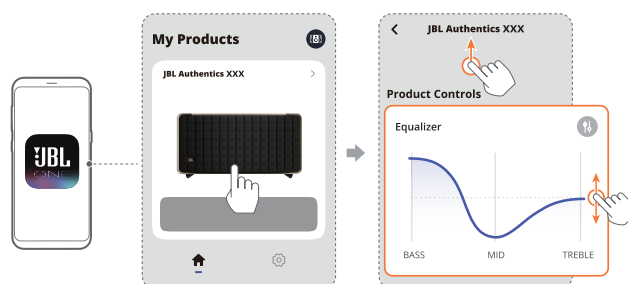 JBL
ONE
My Products
JBL Authentics XXX
JBL Authentics XXX
Product Controls
Equalizer
BASS
MID
TREBLE